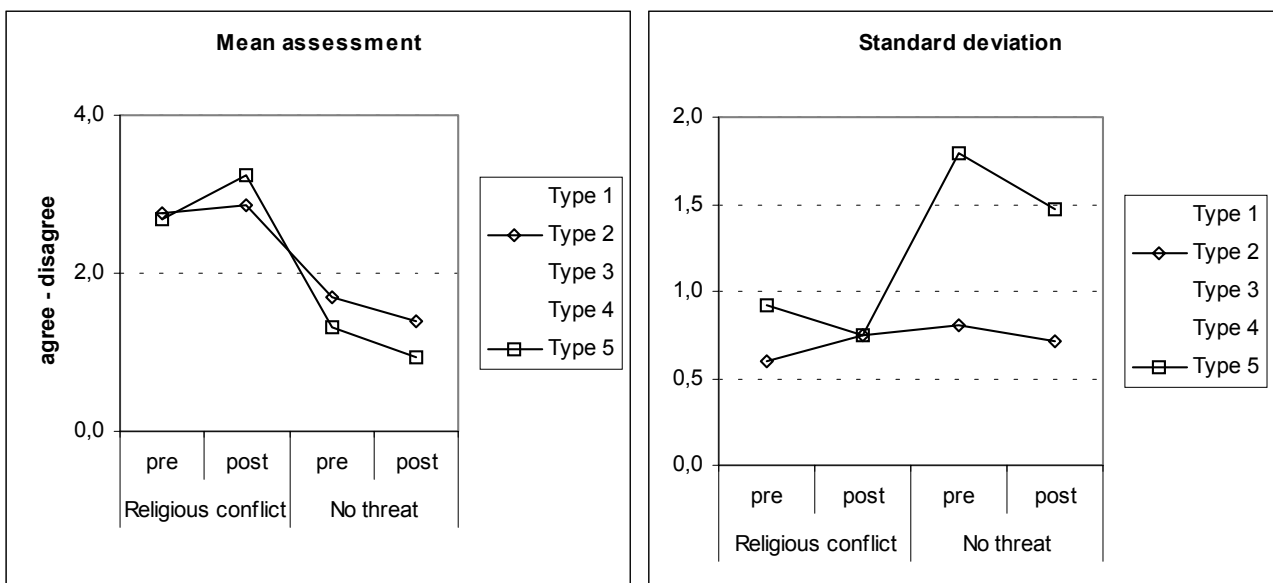 Mean assessment
4,0
2,0
0,0
agree - disagree
pre post pre post
Religious conflict No threat
Type 1
Type 2
Type 3
Type 4
Type 5
Standard deviation
2,0
1,5
1,0
0,5
0,0
pre post pre post
Religious conflict No threat
Type 1
Type 2
Type 3
Type 4
Type 5